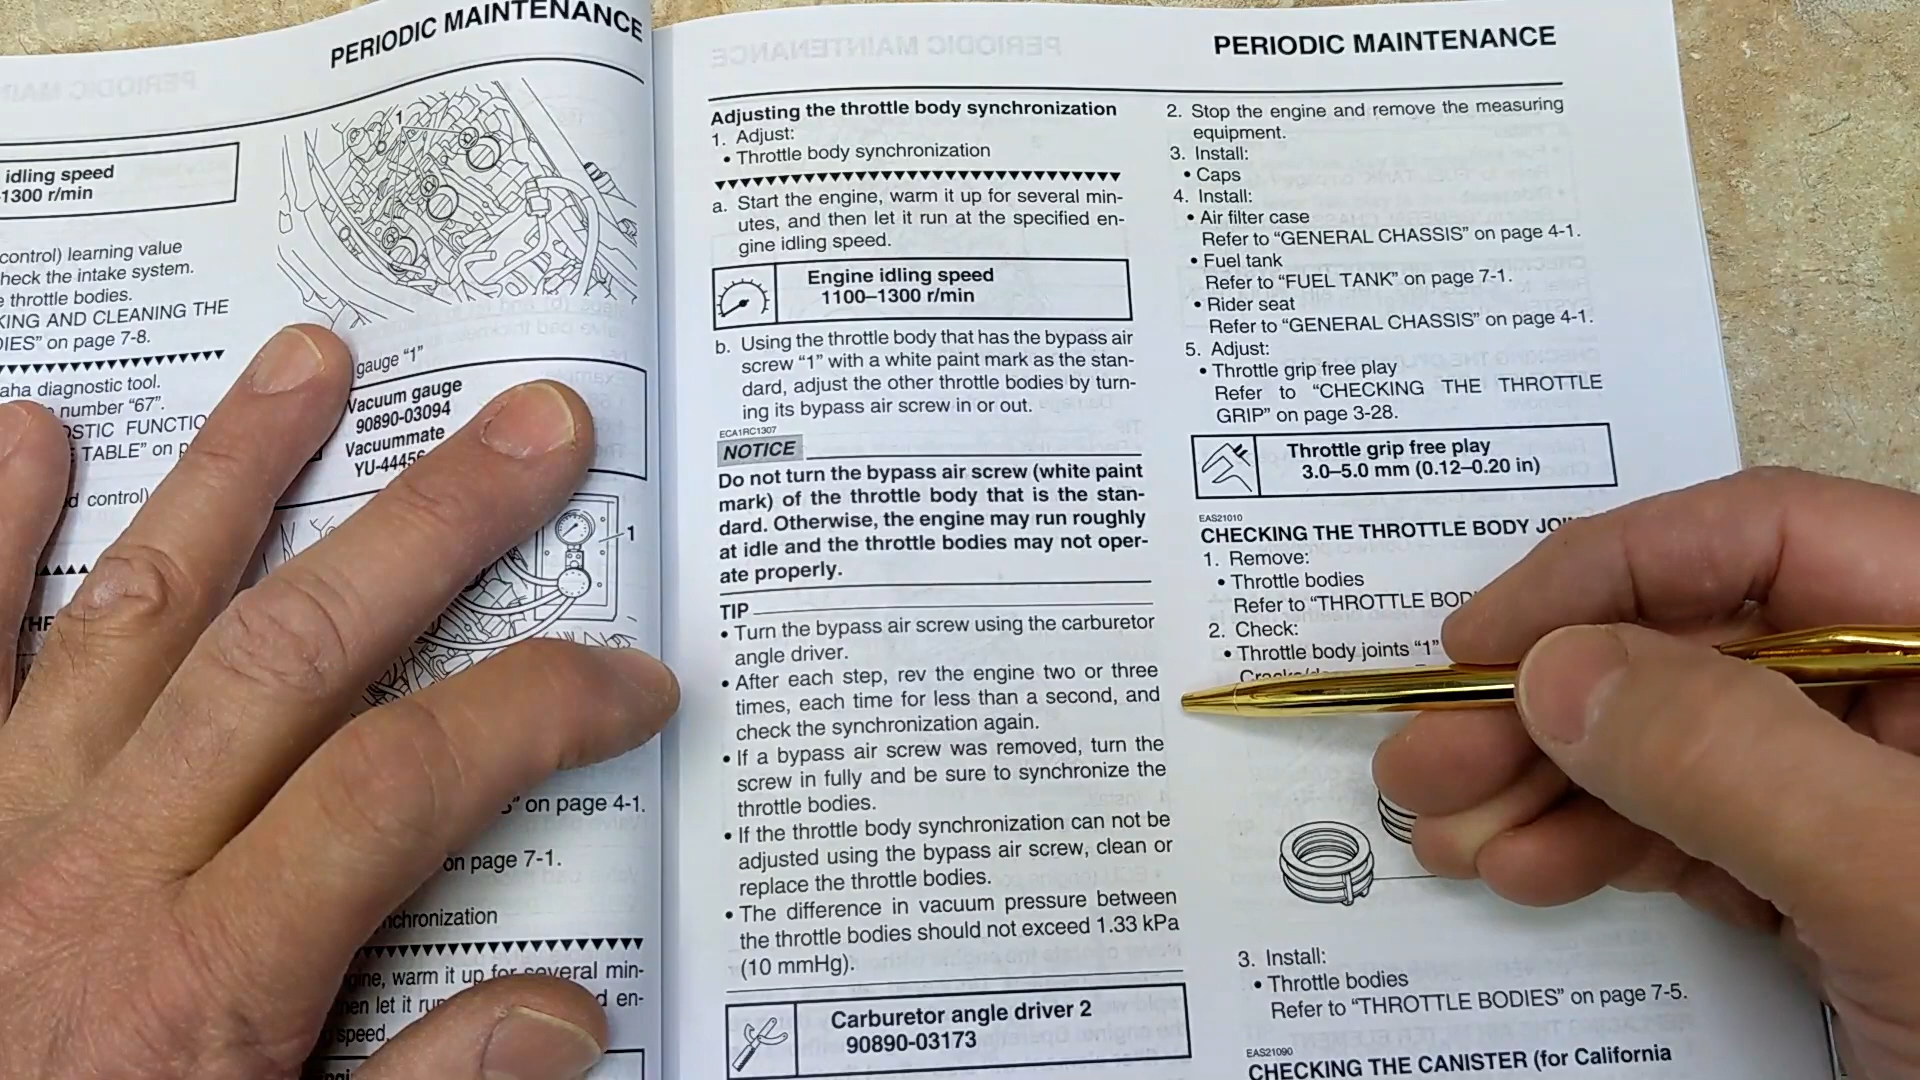 PERIODIC MAINTENANCE
idling speed
1300 r/min
control) learning value
heck the intake system.
throttle bodies.
KING AND CLEANING THE
IES" on page 7-8.
aha diagnostic tool.
number "67".
STIC FUNCTIO
TABLE" on p
d control)
1
gauge "1"
Vacuum gauge
90890-03094
Vacuummate
YU-44456
1
on page 4-1.
on page 7-1.
nchronization
ine, warm it up for several min-
en let it run
d en-
speed.
PERIODIC MAINTENANCE
Adjusting the throttle body synchronization
1. Adjust:
• Throttle body synchronization
a. Start the engine, warm it up for several min-
utes, and then let it run at the specified en-
gine idling speed.
Engine idling speed
1100–1300 r/min
b. Using the throttle body that has the bypass air
screw "1" with a white paint mark as the stan-
dard, adjust the other throttle bodies by turn-
ing its bypass air screw in or out.
ECA1RC1307
NOTICE
Do not turn the bypass air screw (white paint
mark) of the throttle body that is the stan-
dard. Otherwise, the engine may run roughly
at idle and the throttle bodies may not oper-
ate properly.
TIP
• Turn the bypass air screw using the carburetor
angle driver.
• After each step, rev the engine two or three
times, each time for less than a second, and
check the synchronization again.
• If a bypass air screw was removed, turn the
screw in fully and be sure to synchronize the
throttle bodies.
• If the throttle body synchronization can not be
adjusted using the bypass air screw, clean or
replace the throttle bodies.
• The difference in vacuum pressure between
the throttle bodies should not exceed 1.33 kPa
(10 mmHg).
Carburetor angle driver 2
90890-03173
2. Stop the engine and remove the measuring
equipment.
3. Install:
• Caps
4. Install:
• Air filter case
Refer to "GENERAL CHASSIS" on page 4-1.
• Fuel tank
Refer to "FUEL TANK" on page 7-1.
• Rider seat
Refer to "GENERAL CHASSIS" on page 4-1.
5. Adjust:
• Throttle grip free play
Refer to "CHECKING THE THROTTLE
GRIP" on page 3-28.
Throttle grip free play
3.0–5.0 mm (0.12–0.20 in)
EAS21010
CHECKING THE THROTTLE BODY JOI
1. Remove:
• Throttle bodies
Refer to "THROTTLE BOD
2. Check:
• Throttle body joints "1"
3. Install:
• Throttle bodies
Refer to "THROTTLE BODIES" on page 7-5.
EAS21090
CHECKING THE CANISTER (for California